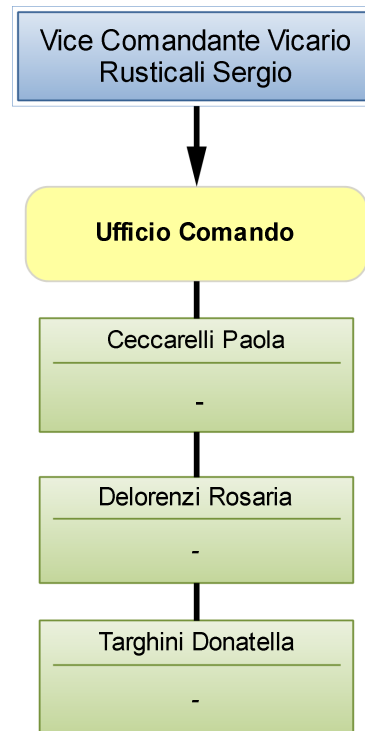 Vice Comandante Vicario
Rusticali Sergio
Ufficio Comando
Ceccarelli Paola
-
Delorenzi Rosaria
-
Targhini Donatella
-